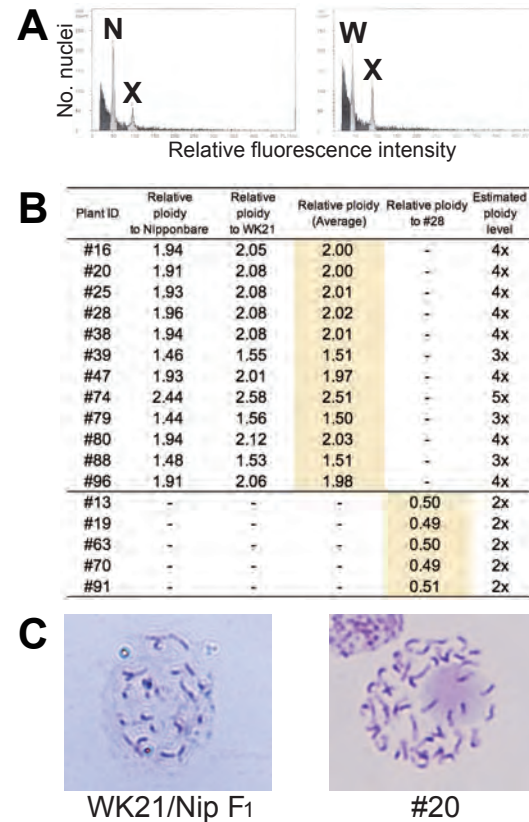 A
N
X
W
X
No. nuclei
Relative fluorescence intensity
B
Plant ID Relative ploidy to Nipponbare Relative ploidy to WK21 Relative ploidy (Average) Relative ploidy to #28 Estimated ploidy level
#16 1.94 2.05 2.00 - 4x
#20 1.91 2.08 2.00 - 4x
#25 1.93 2.08 2.01 - 4x
#28 1.96 2.08 2.02 - 4x
#38 1.94 2.08 2.01 - 4x
#39 1.46 1.55 1.51 - 3x
#47 1.93 2.01 1.97 - 4x
#74 2.44 2.58 2.51 - 5x
#79 1.44 1.56 1.50 - 3x
#80 1.94 2.12 2.03 - 4x
#88 1.48 1.53 1.51 - 3x
#96 1.91 2.06 1.98 - 4x
#13 - - - 0.50 2x
#19 - - - 0.49 2x
#63 - - - 0.50 2x
#70 - - - 0.49 2x
#91 - - - 0.51 2x
C
WK21/Nip F1
#20